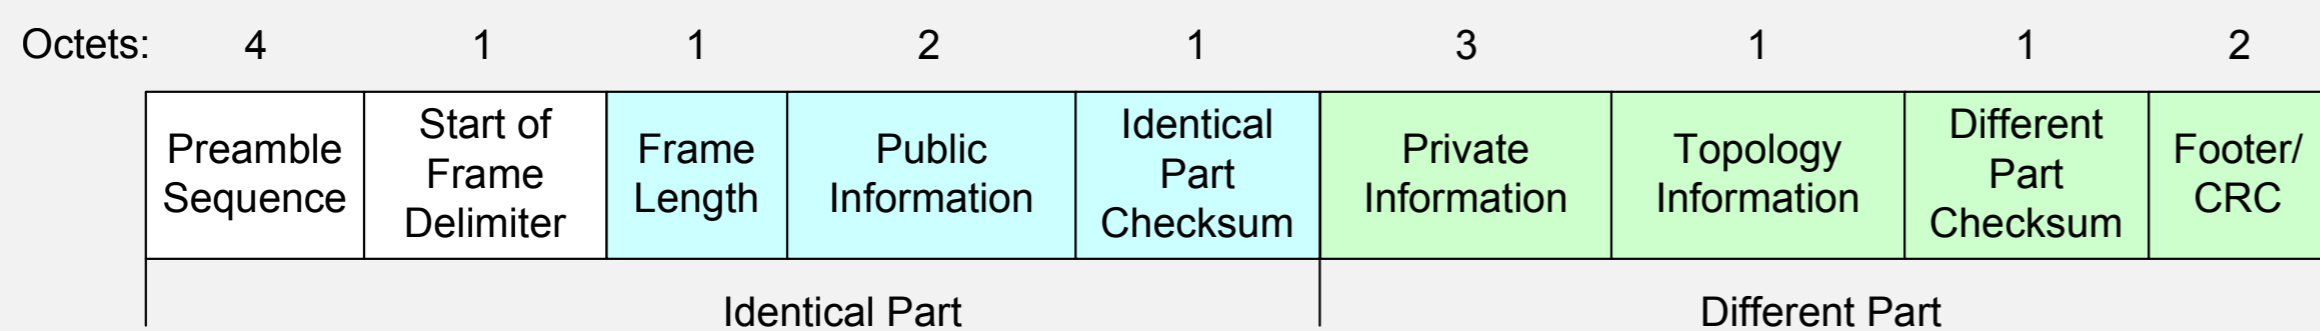 Octets: 4 1 1 2 1 3 1 1 2
Preamble
Sequence
Start of
Frame
Delimiter
Frame
Length
Public
Information
Identical
Part
Checksum
Private
Information
Topology
Information
Different
Part
Checksum
Footer/
CRC
Identical Part
Different Part